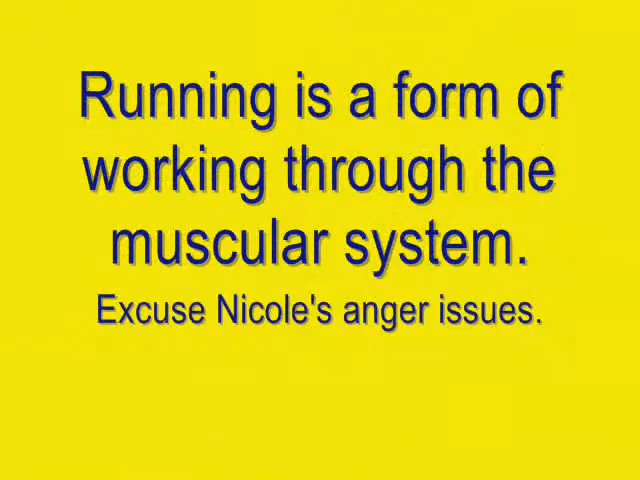 Running is a form of
working through the
muscular system.
Excuse Nicole's anger issues.